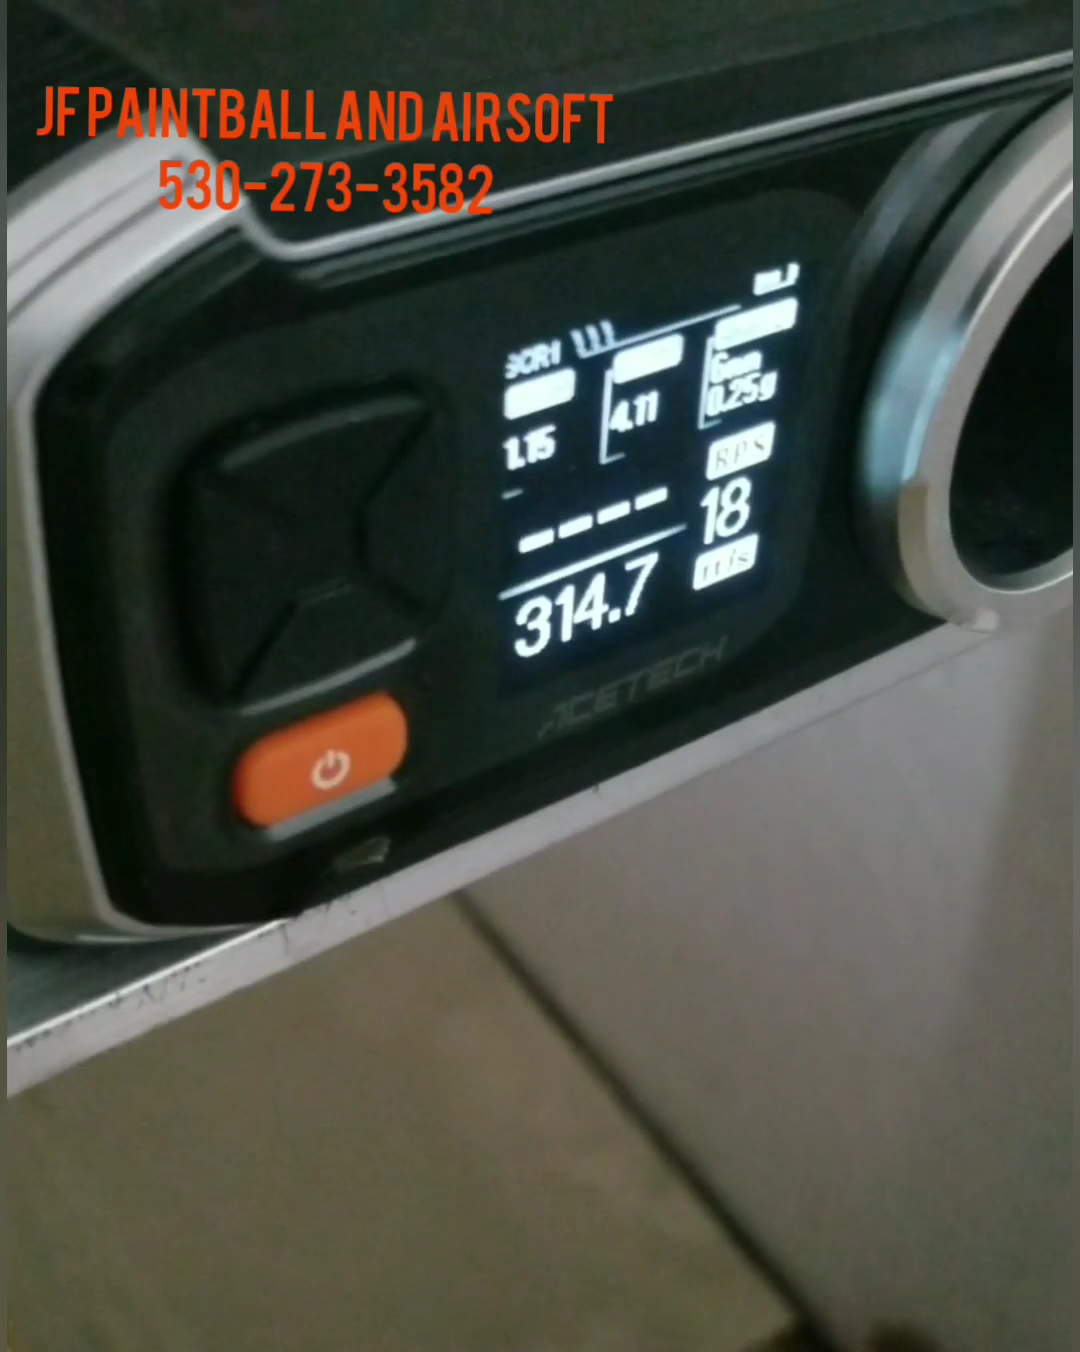 JF PAINTBALL AND AIRSOFT
530-273-3582
SCR1
1.15
4.11
6mm
0.25g
RPS
18
314.7
m/s
ACETECH